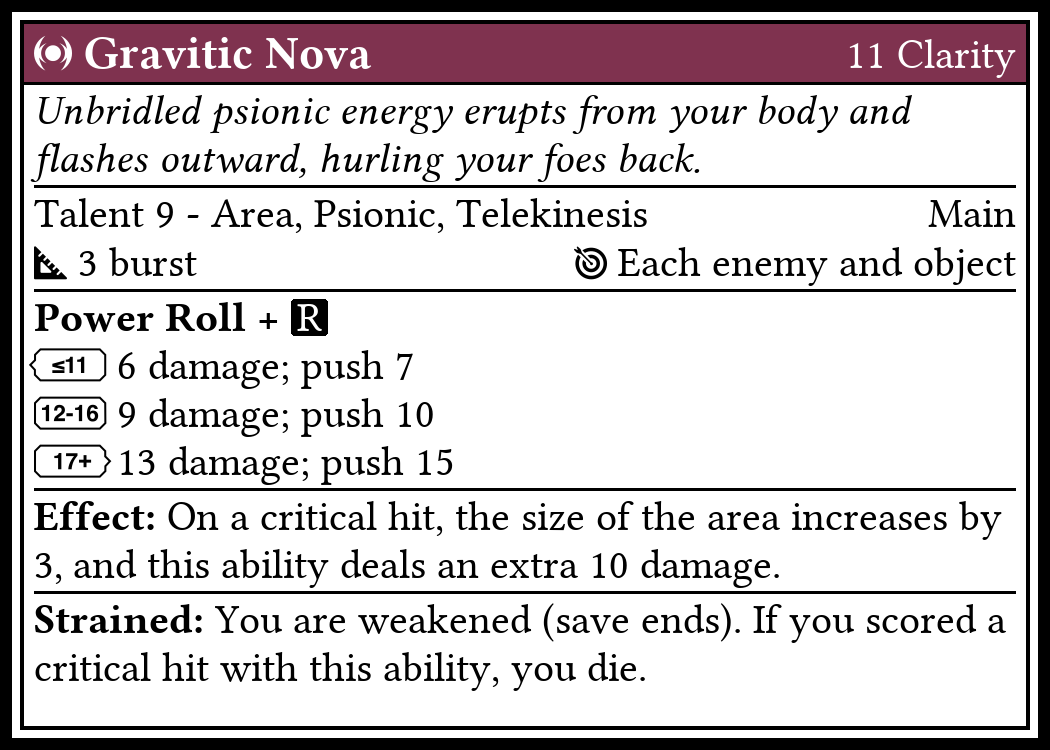 Gravitic Nova 11 Clarity
Unbridled psionic energy erupts from your body and
flashes outward, hurling your foes back.
Talent 9 - Area, Psionic, Telekinesis Main
3 burst Each enemy and object
Power Roll + R
≤11 6 damage; push 7
12-16 9 damage; push 10
17+ 13 damage; push 15
Effect: On a critical hit, the size of the area increases by
3, and this ability deals an extra 10 damage.
Strained: You are weakened (save ends). If you scored a
critical hit with this ability, you die.